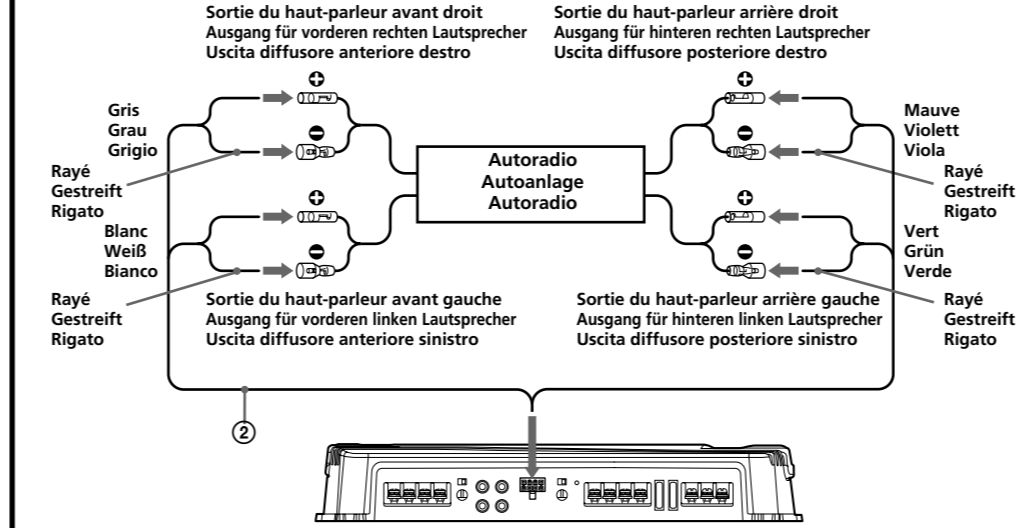 Sortie du haut-parleur avant droit
Ausgang für vorderen rechten Lautsprecher
Uscita diffusore anteriore destro
Sortie du haut-parleur arrière droit
Ausgang für hinteren rechten Lautsprecher
Uscita diffusore posteriore destro
Gris
Grau
Grigio
Rayé
Gestreift
Rigato
Blanc
Weiß
Bianco
Rayé
Gestreift
Rigato
Autoradio
Autoanlage
Autoradio
Mauve
Violett
Viola
Rayé
Gestreift
Rigato
Vert
Grün
Verde
Rayé
Gestreift
Rigato
Sortie du haut-parleur avant gauche
Ausgang für vorderen linken Lautsprecher
Uscita diffusore anteriore sinistro
Sortie du haut-parleur arrière gauche
Ausgang für hinteren linken Lautsprecher
Uscita diffusore posteriore sinistro
②